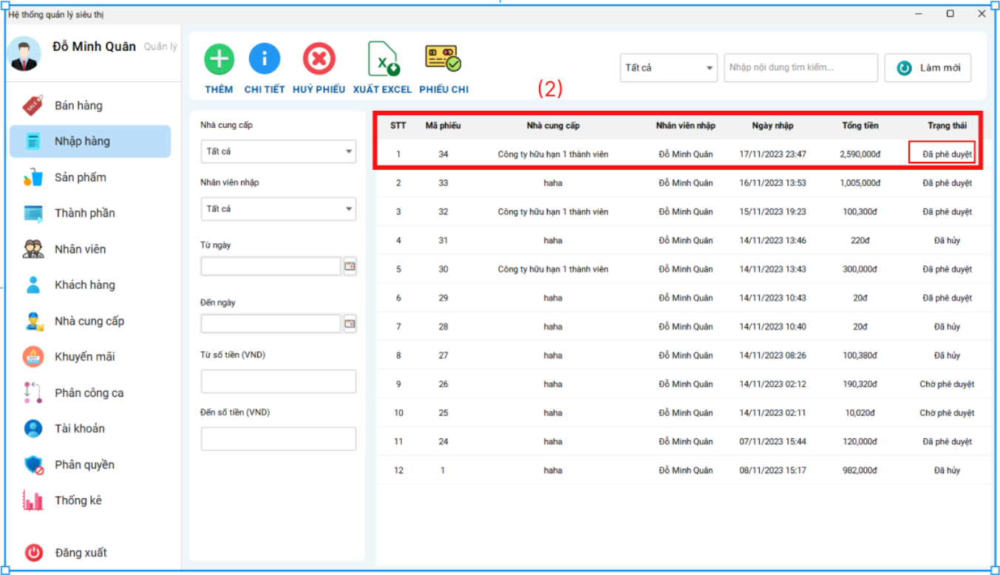 Hệ thống quản lý siêu thị
Đỗ Minh Quân Quản lý
Bán hàng
Nhập hàng
Sản phẩm
Thành phần
Nhân viên
Khách hàng
Nhà cung cấp
Khuyến mãi
Phân công ca
Tài khoản
Phân quyền
Thống kê
Đăng xuất
THÊM CHI TIẾT HUỶ PHIẾU XUẤT EXCEL PHIẾU CHI
(2)
Tất cả
Nhập nội dung tìm kiếm...
Làm mới
Nhà cung cấp
Tất cả
Nhân viên nhập
Tất cả
Từ ngày
Đến ngày
Từ số tiền (VND)
Đến số tiền (VND)
STT Mã phiếu Nhà cung cấp Nhân viên nhập Ngày nhập Tổng tiền Trạng thái
1 34 Công ty hữu hạn 1 thành viên Đỗ Minh Quân 17/11/2023 23:47 2,590,000đ Đã phê duyệt
2 33 haha Đỗ Minh Quân 16/11/2023 13:53 1,005,000đ Đã phê duyệt
3 32 Công ty hữu hạn 1 thành viên Đỗ Minh Quân 15/11/2023 19:23 100,300đ Đã phê duyệt
4 31 haha Đỗ Minh Quân 14/11/2023 13:46 220đ Đã hủy
5 30 Công ty hữu hạn 1 thành viên Đỗ Minh Quân 14/11/2023 13:43 300,000đ Đã phê duyệt
6 29 haha Đỗ Minh Quân 14/11/2023 10:43 20đ Đã phê duyệt
7 28 haha Đỗ Minh Quân 14/11/2023 10:40 20đ Đã hủy
8 27 haha Đỗ Minh Quân 14/11/2023 08:26 100,380đ Đã hủy
9 26 haha Đỗ Minh Quân 14/11/2023 02:12 190,320đ Chờ phê duyệt
10 25 haha Đỗ Minh Quân 14/11/2023 02:11 10,020đ Chờ phê duyệt
11 24 haha Đỗ Minh Quân 07/11/2023 15:44 120,000đ Đã phê duyệt
12 1 haha Đỗ Minh Quân 08/11/2023 15:17 982,000đ Đã hủy